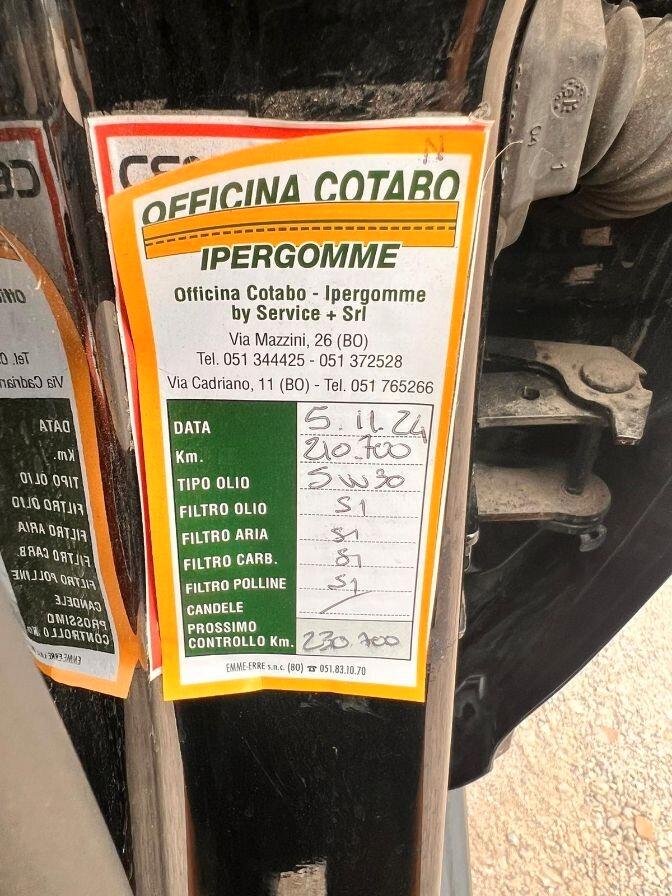 N
OFFICINA COTABO
IPERGOMME
Officina Cotabo - Ipergomme
by Service + Srl
Via Mazzini, 26 (BO)
Tel. 051 344425 - 051 372528
Via Cadriano, 11 (BO) - Tel. 051 765266
DATA 5.11.24
Km. 210.700
TIPO OLIO 5W30
FILTRO OLIO SI
FILTRO ARIA SI
FILTRO CARB. SI
FILTRO POLLINE SI
CANDELE /
PROSSIMO
CONTROLLO Km. 230.700
EMME-ERRE s.n.c. (BO) ☎ 051.83.10.70